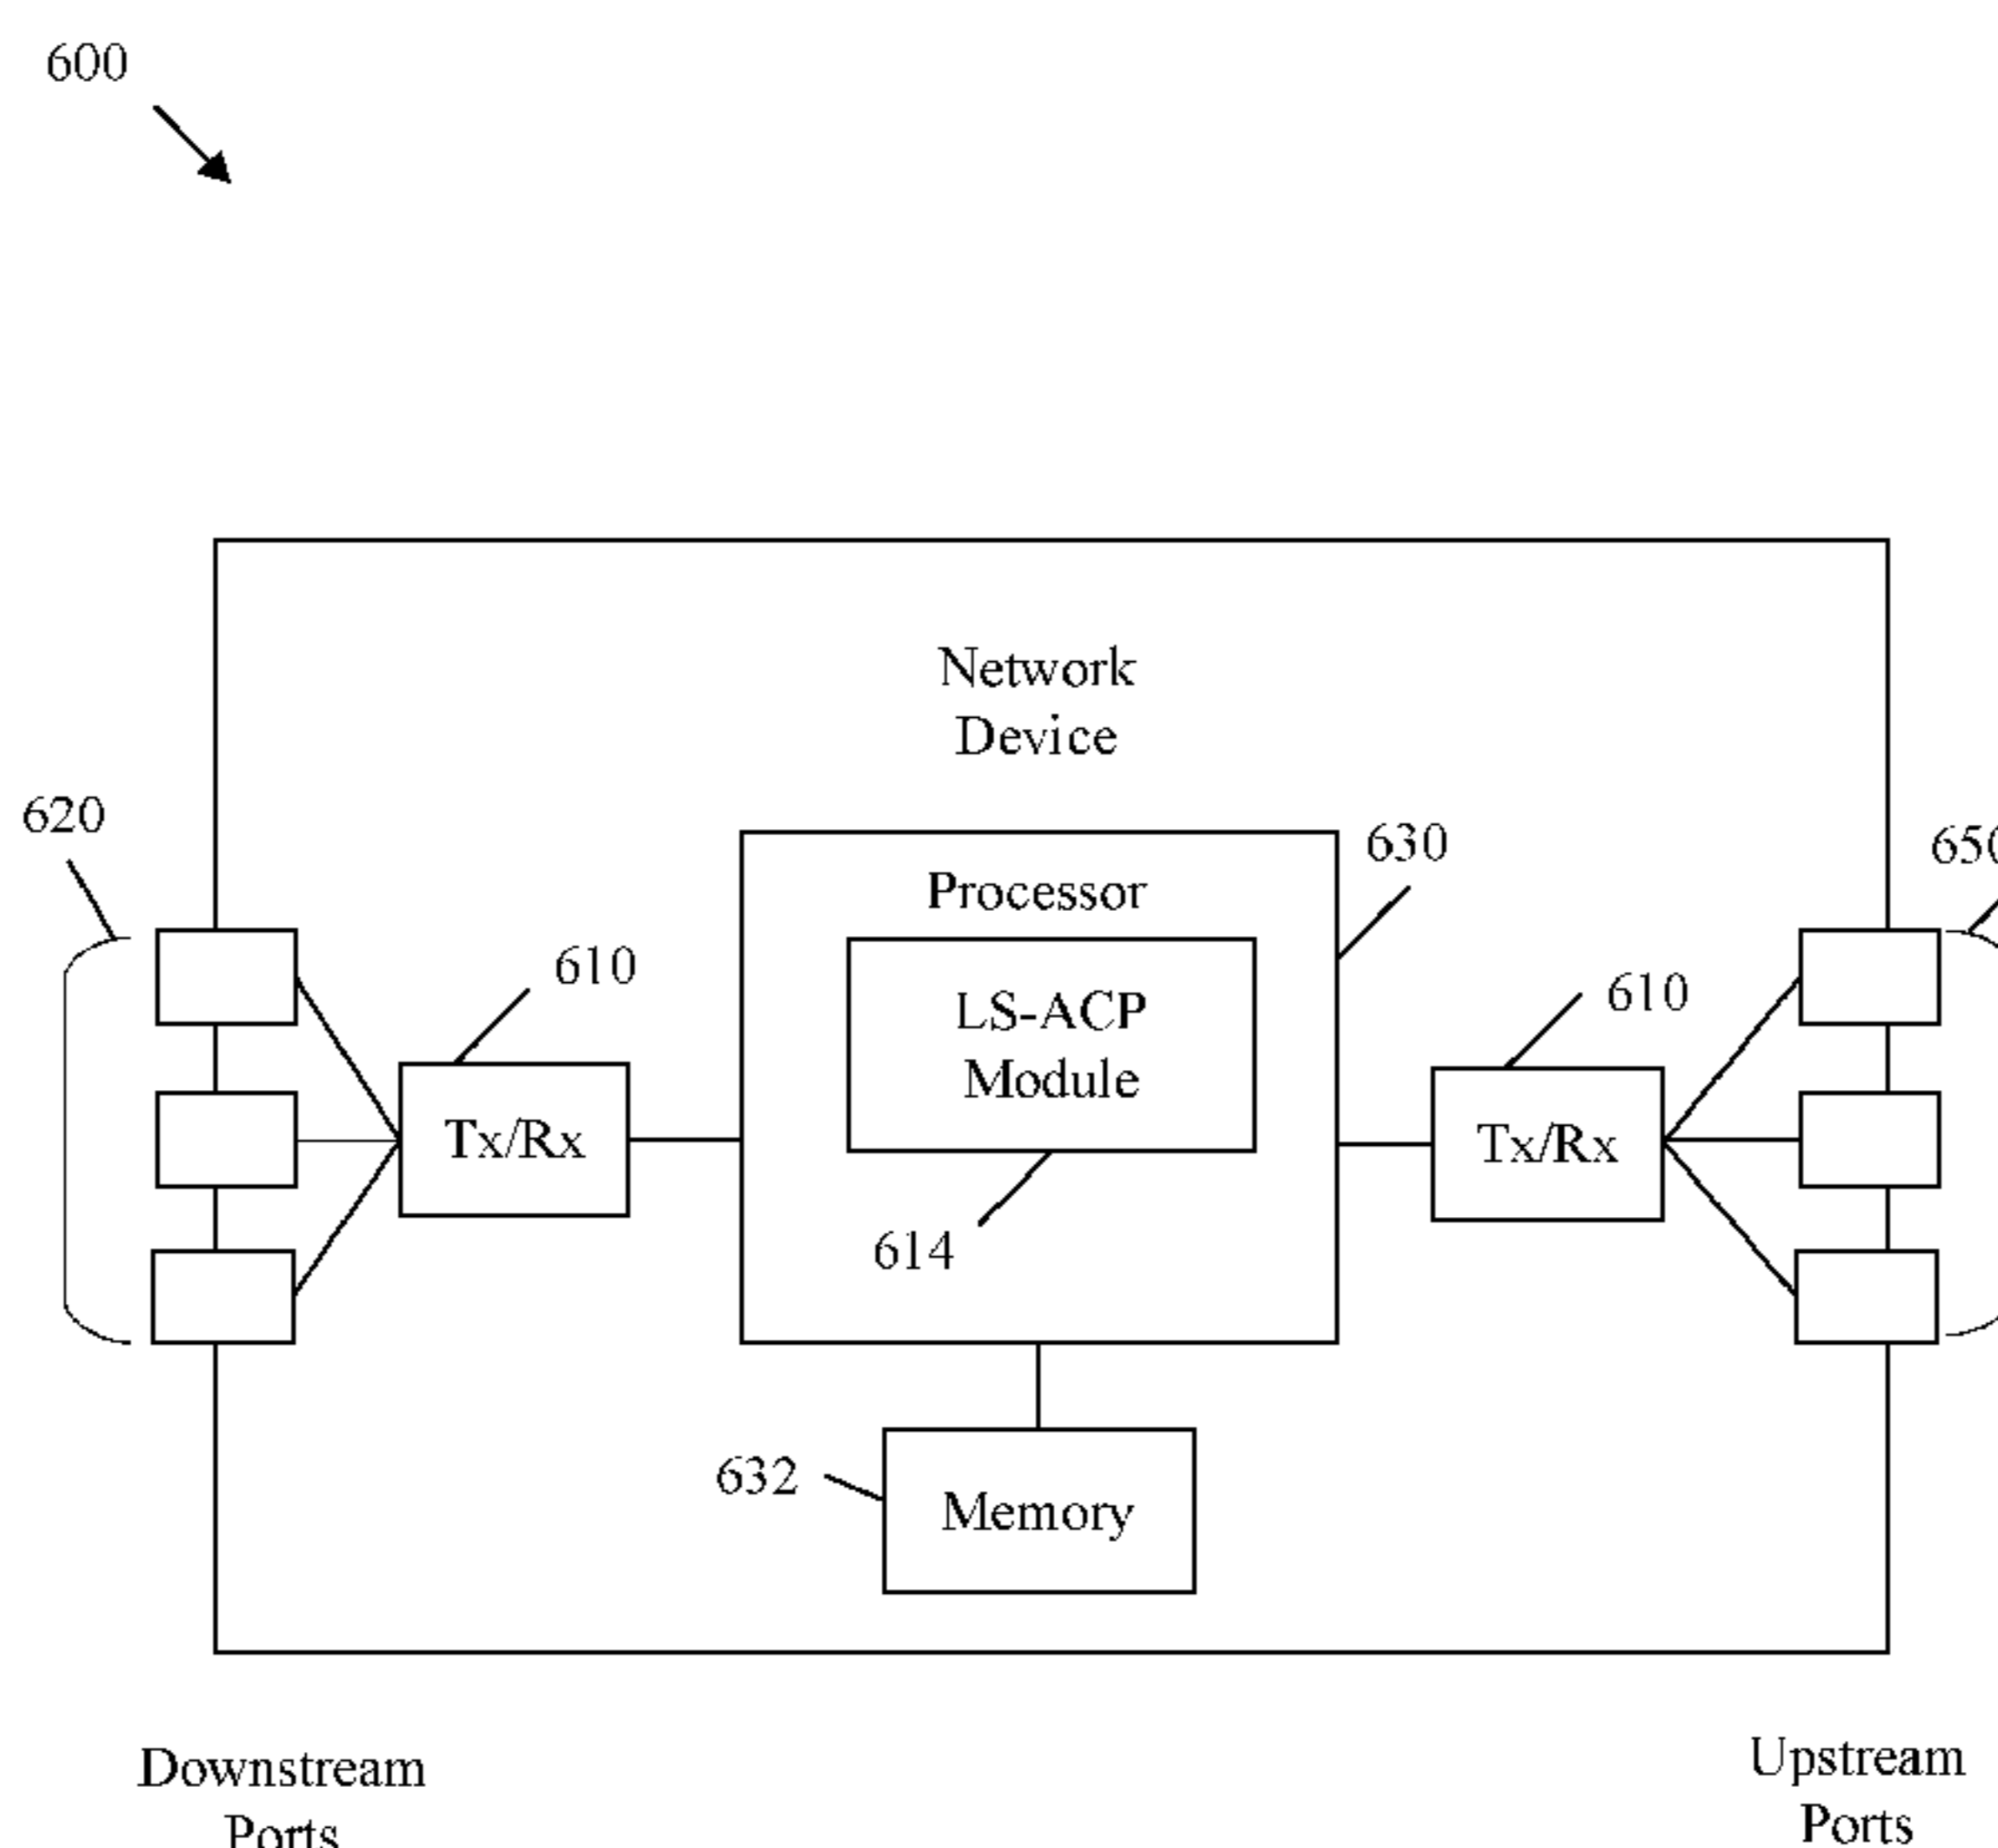 600
Network
Device
620
630
650
Processor
610
610
LS-ACP
Module
Tx/Rx
Tx/Rx
614
632
Memory
Downstream
Ports
Upstream
Ports